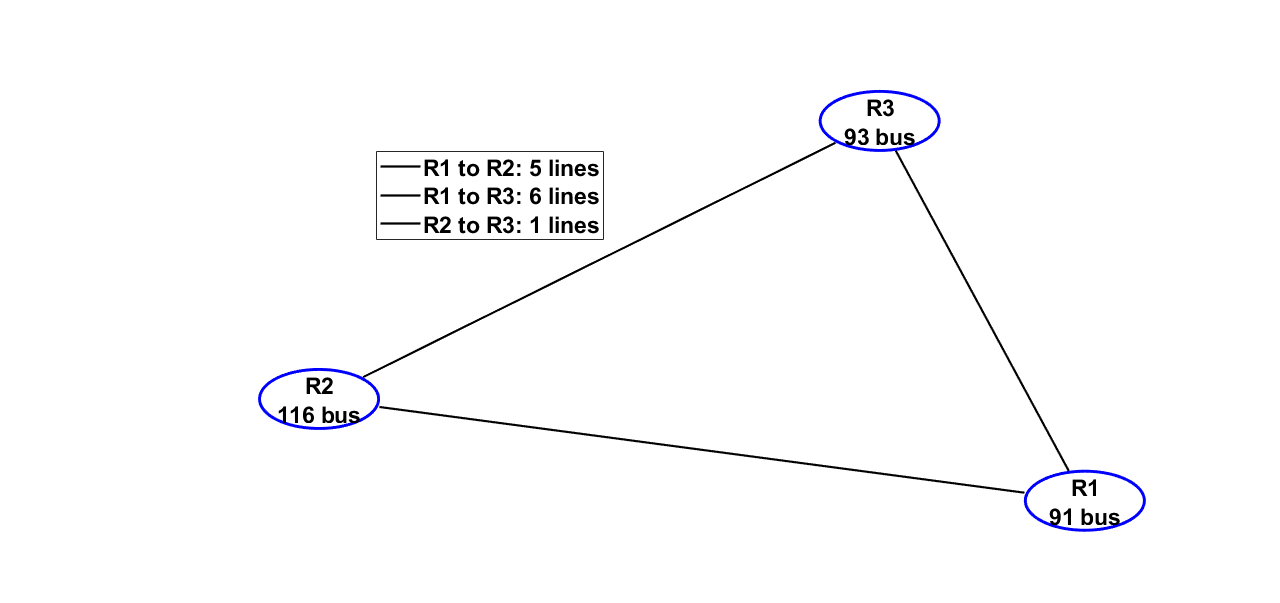 R3
93 bus
R1 to R2: 5 lines
R1 to R3: 6 lines
R2 to R3: 1 lines
R2
116 bus
R1
91 bus